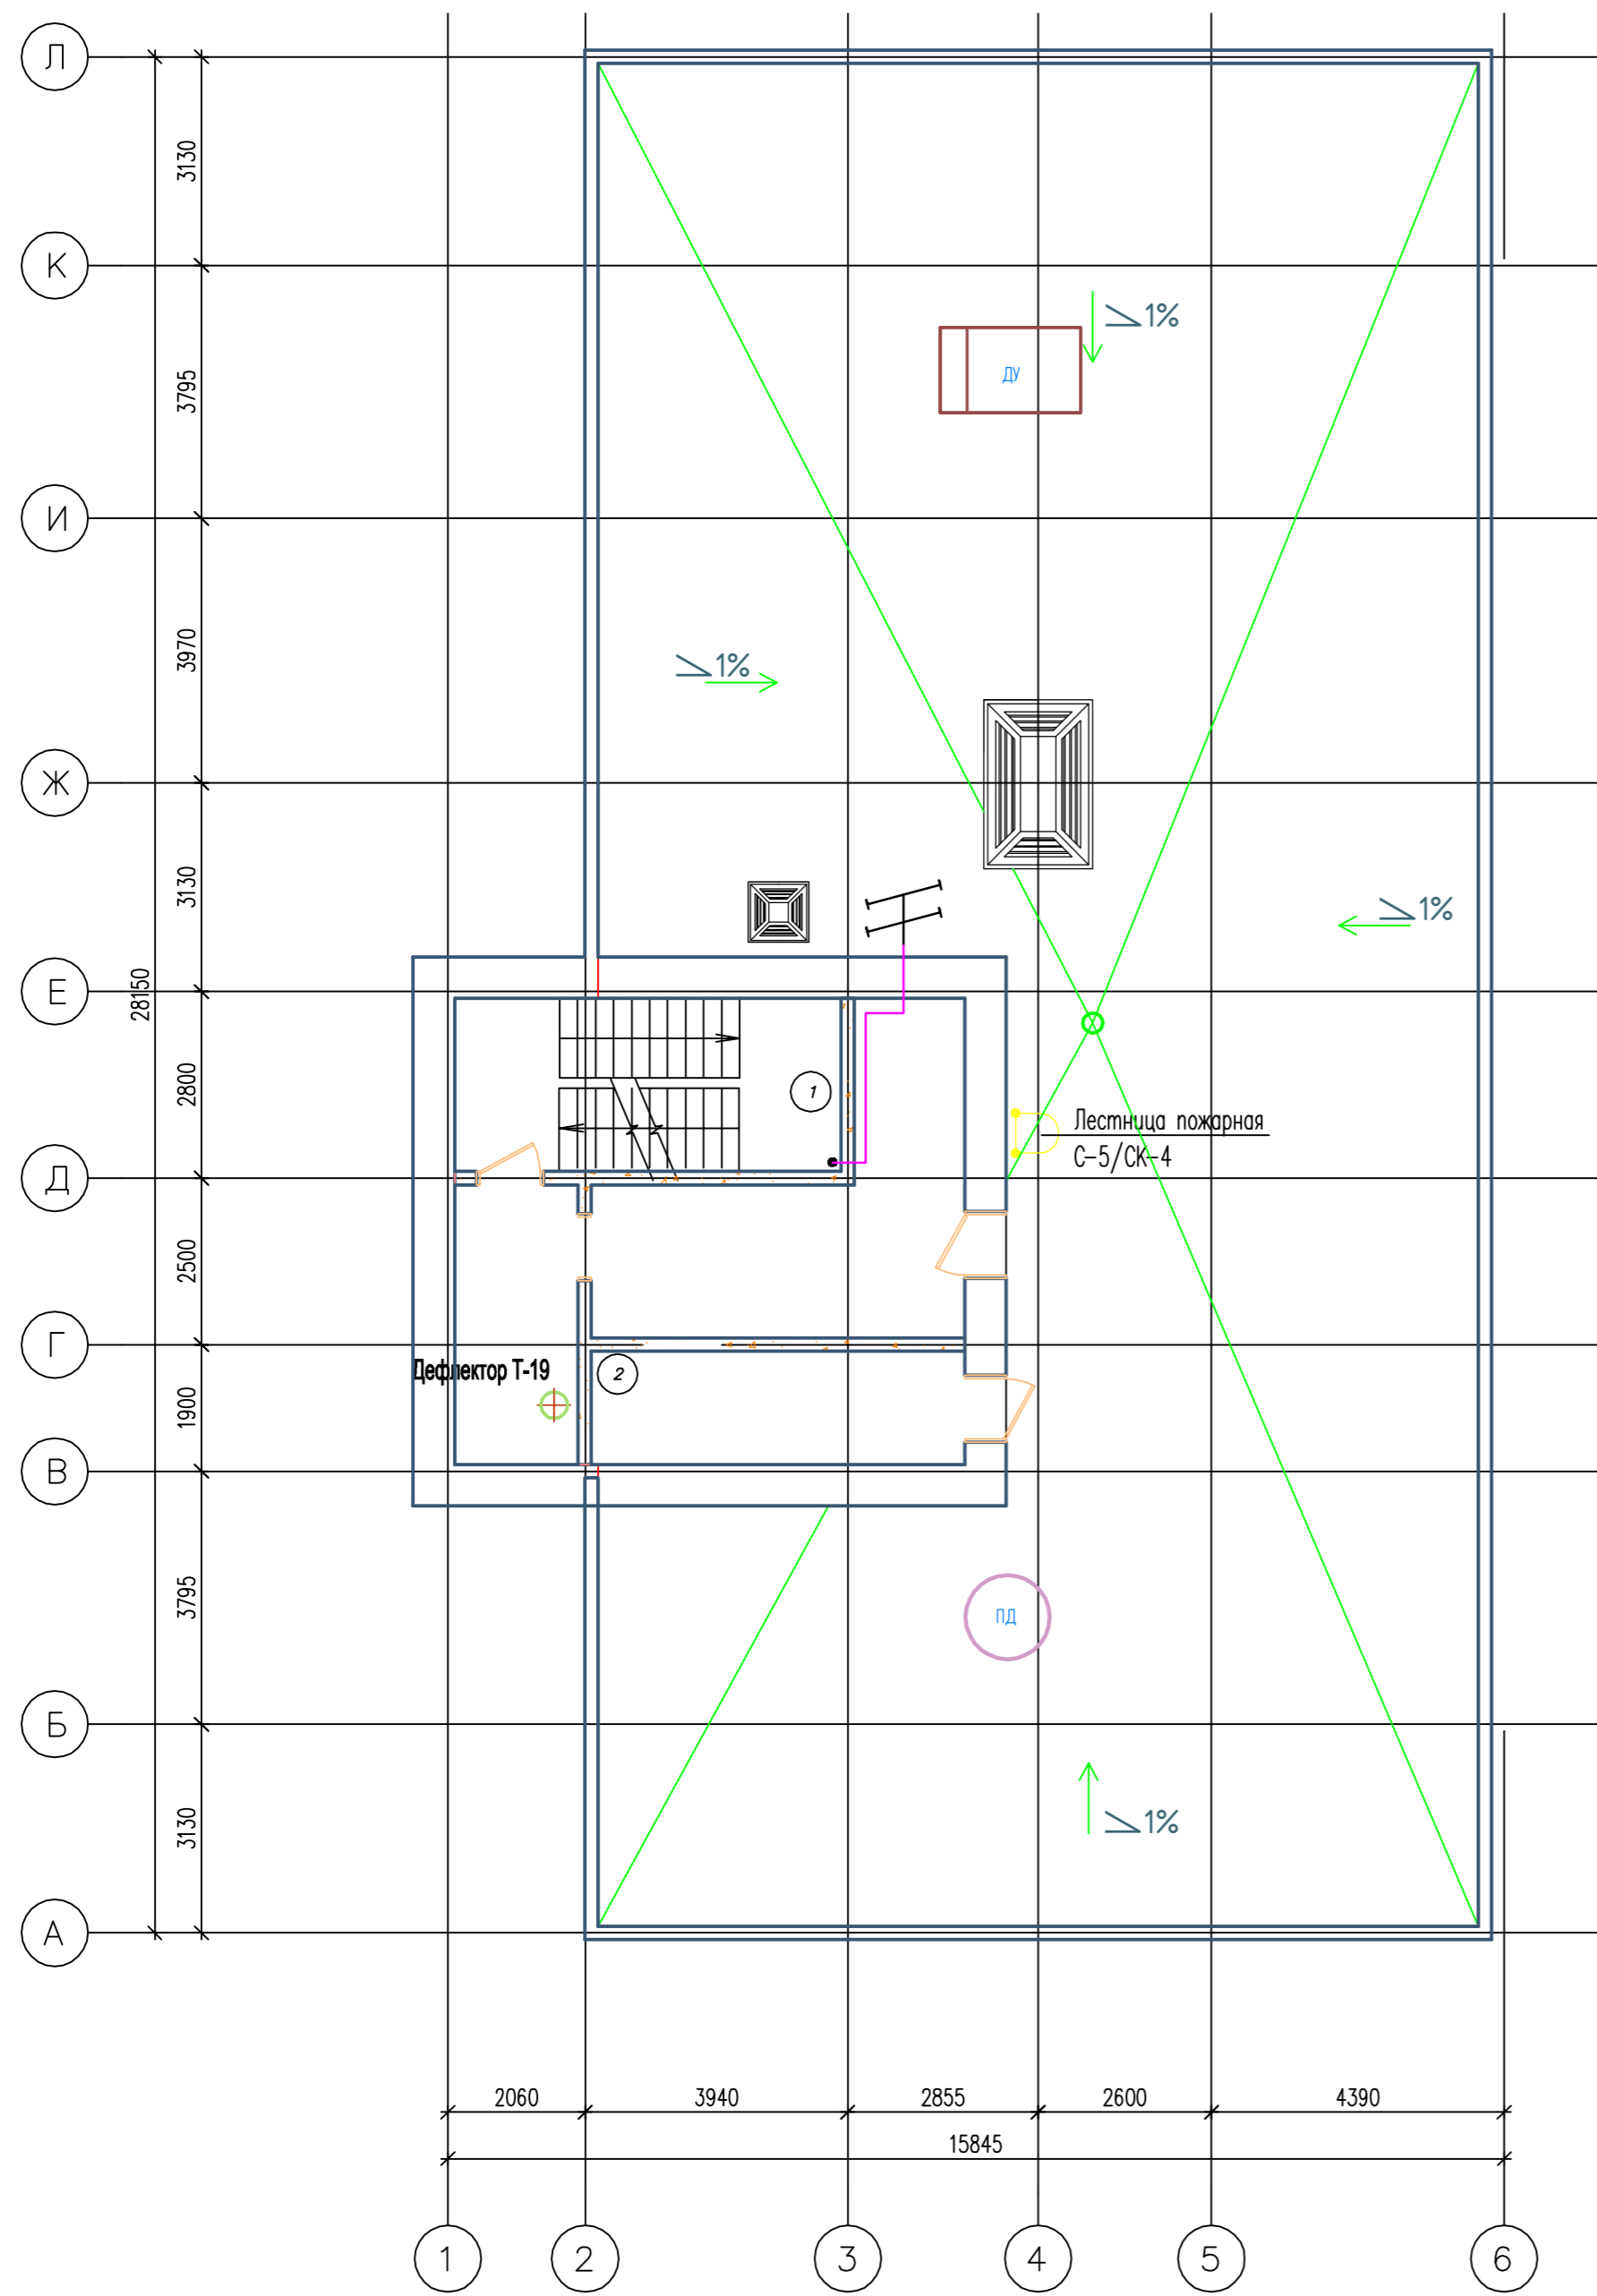 Л
3130
К
1%
3795
ДУ
И
3970
1%
Ж
3130
1%
Е
28150
2800
1
Лестница пожарная
С-5/СК-4
Д
2500
Г
Дефлектор Т-19
2
1900
В
3795
ПД
Б
1%
3130
А
2060
3940
2855
2600
4390
15845
1
2
3
4
5
6